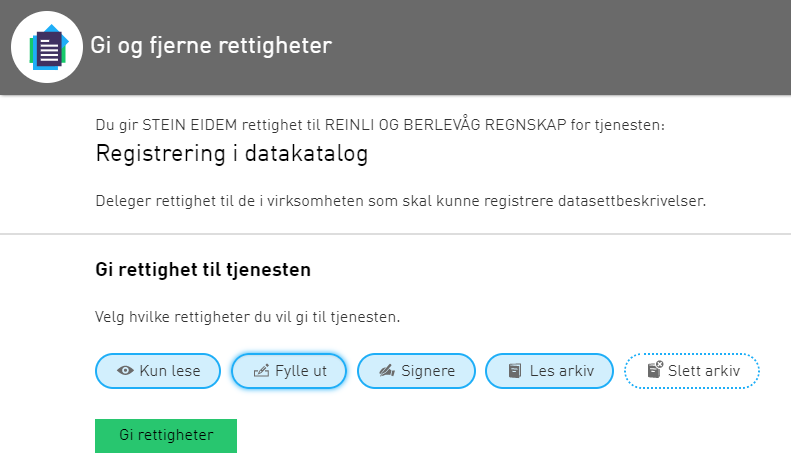 Gi og fjerne rettigheter
Du gir STEIN EIDEM rettighet til REINLI OG BERLEVÅG REGNSKAP for tjenesten:
Registrering i datakatalog
Deleger rettighet til de i virksomheten som skal kunne registrere datasettbeskrivelser.
Gi rettighet til tjenesten
Velg hvilke rettigheter du vil gi til tjenesten.
Kun lese Fylle ut Signere Les arkiv Slett arkiv
Gi rettigheter